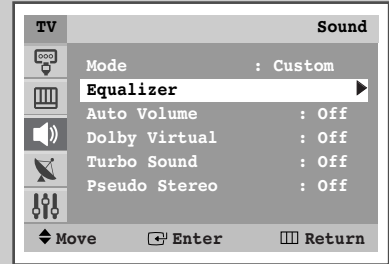 TV Sound
Mode : Custom
Equalizer
Auto Volume : Off
Dolby Virtual : Off
Turbo Sound : Off
Pseudo Stereo : Off
Move Enter Return